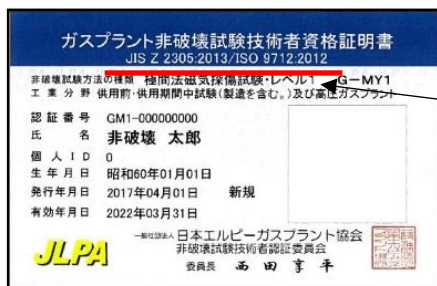 ガスプラント非破壊試験技術者資格証明書
JIS Z 2305:2013/ISO 9712:2012
非破壊試験方法の種類 極間法磁気探傷試験・レベル1 G-MY1
工業分野 供用前・供用期間中試験(製造を含む。)及び高圧ガスプラント
認証番号 GM1-000000000
氏名 非破壊 太郎
個人ID 0
生年月日 昭和60年01月01日
発行年月日 2017年04月01日 新規
有効年月日 2022年03月31日
JLPA
一般社団法人 日本エルピーガスプラント協会
非破壊試験技術者認証委員会
委員長 西田享平